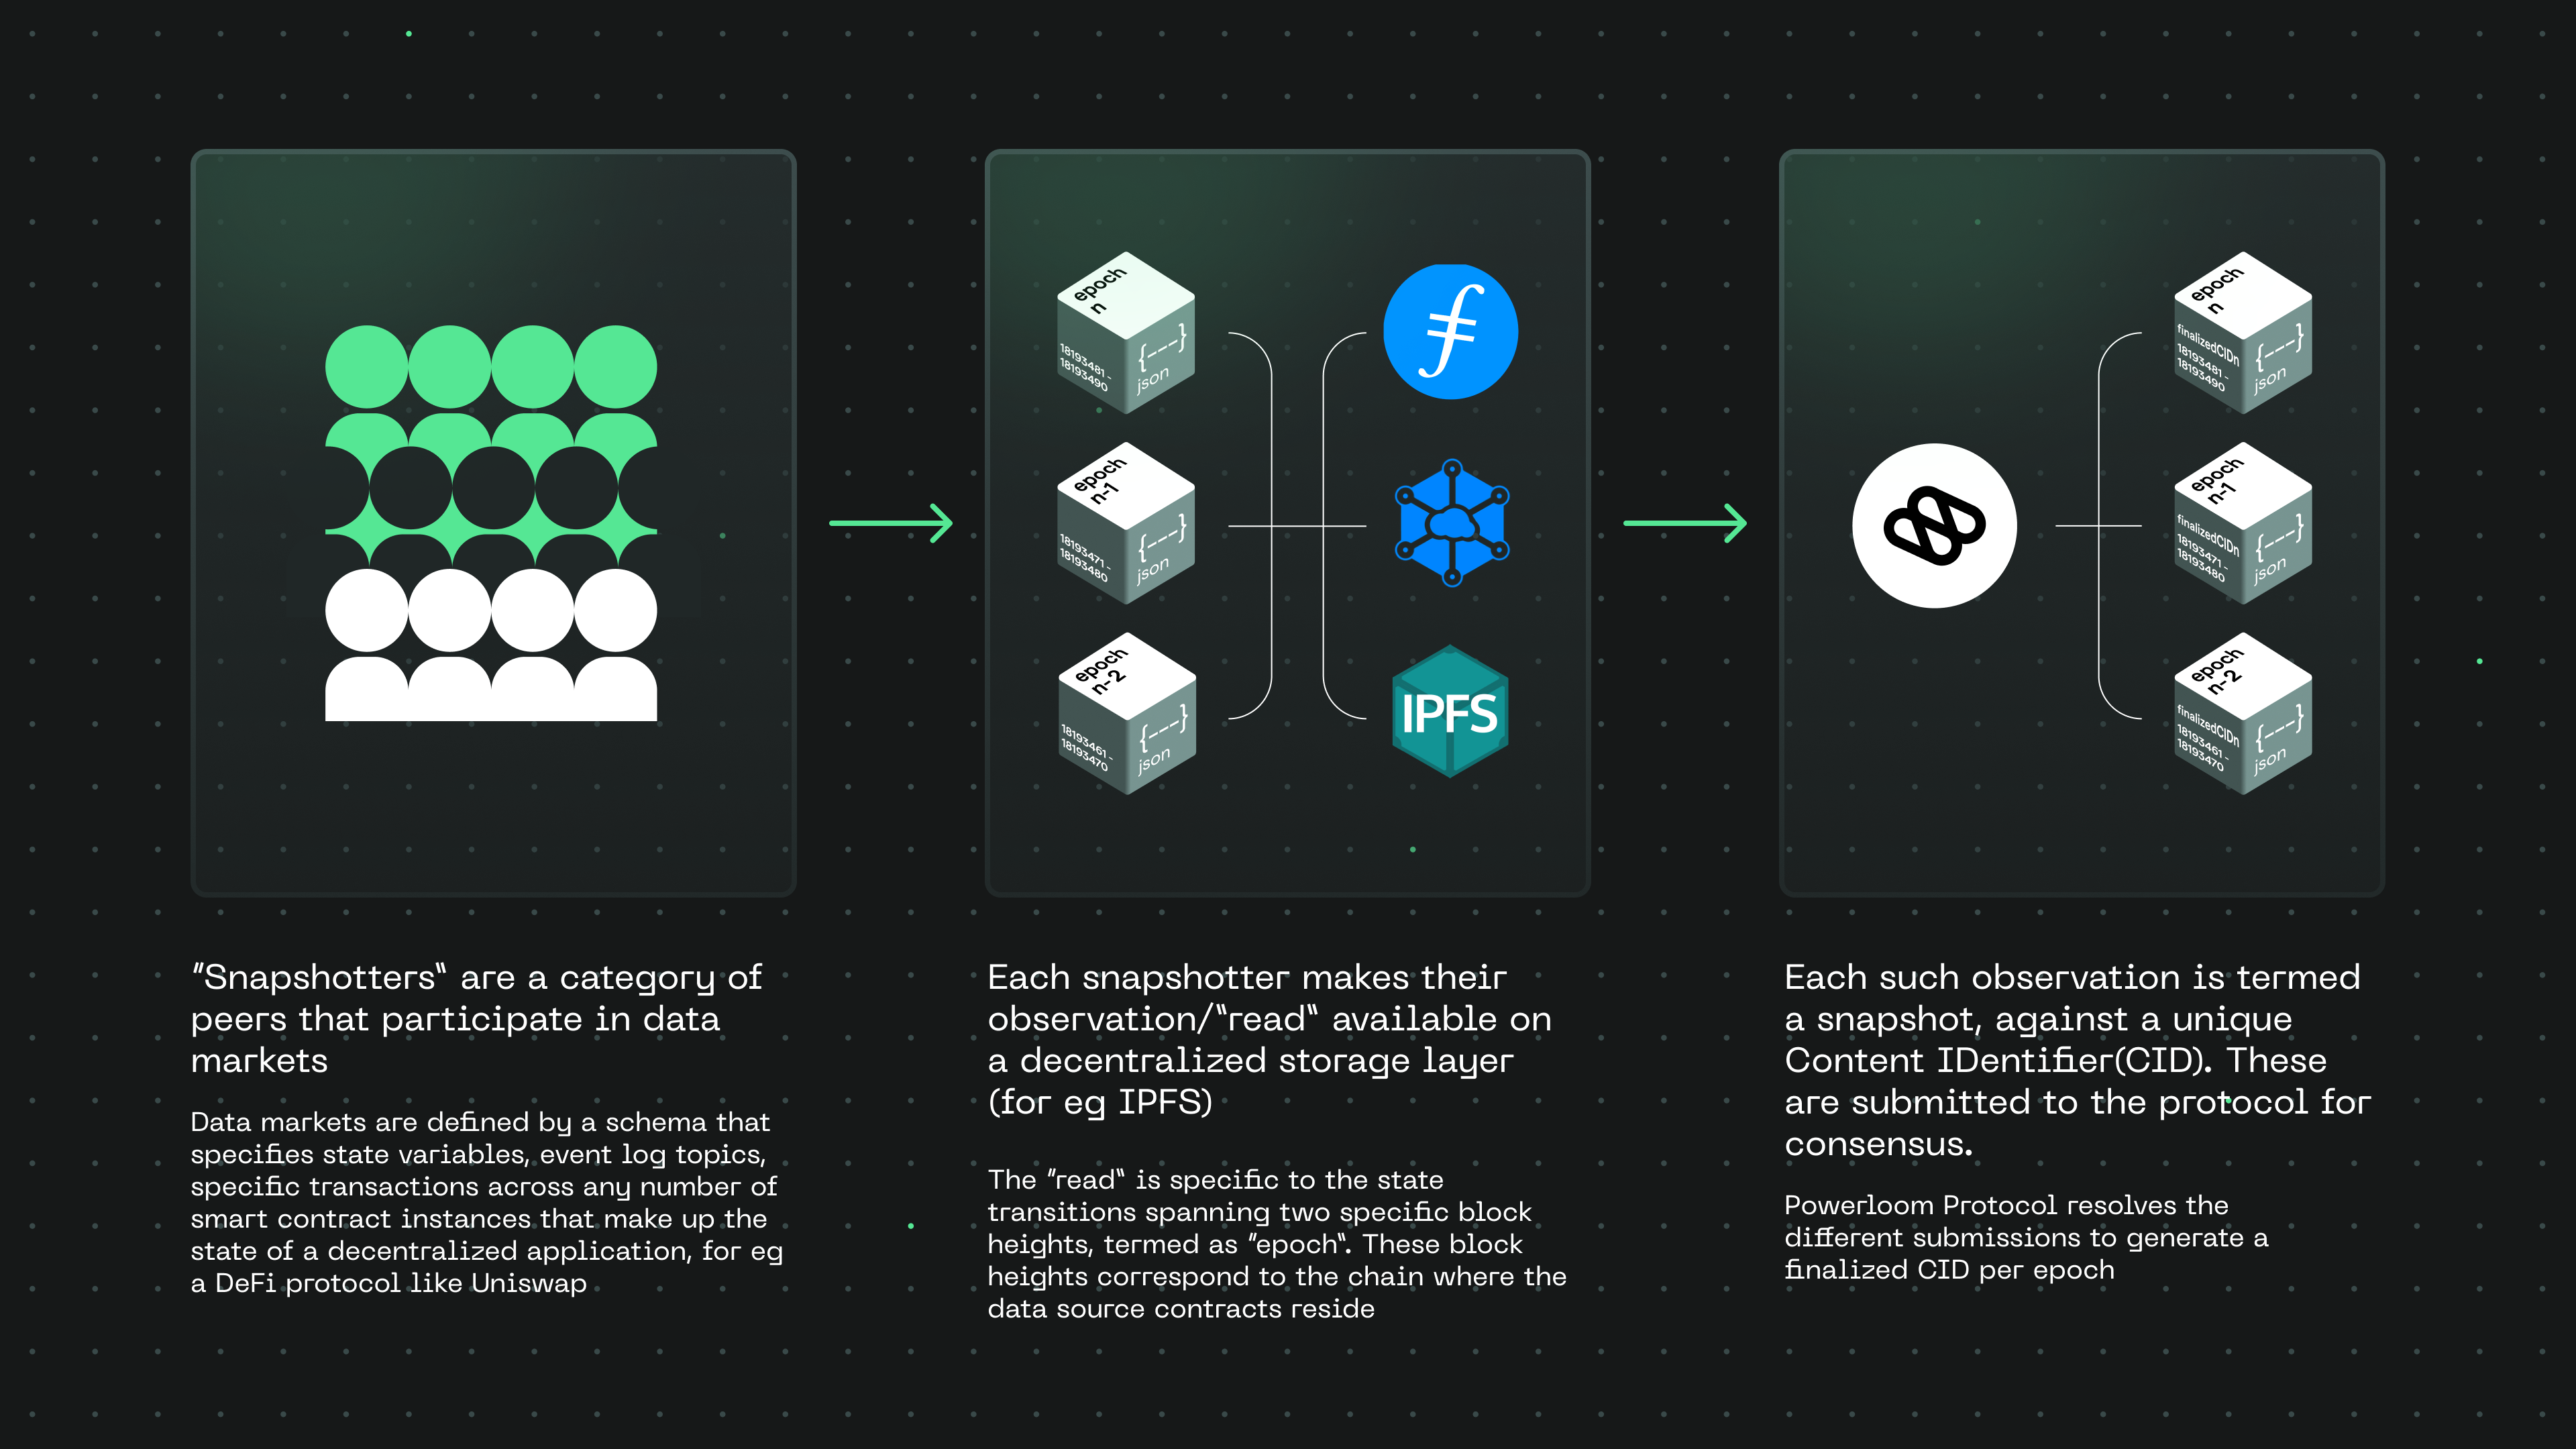 epoch
n
18193481 -
18193490
{---}
json
epoch
n-1
18193471 -
18193480
{---}
json
epoch
n-2
18193461 -
18193470
{---}
json
IPFS
epoch
n
finalizedCIDn
18193481 -
18193490
{---}
json
epoch
n-1
finalizedCIDn
18193471 -
18193480
{---}
json
epoch
n-2
finalizedCIDn
18193461 -
18193470
{---}
json
"Snapshotters" are a category of
peers that participate in data
markets
Data markets are defined by a schema that
specifies state variables, event log topics,
specific transactions across any number of
smart contract instances that make up the
state of a decentralized application, for eg
a DeFi protocol like Uniswap
Each snapshotter makes their
observation/"read" available on
a decentralized storage layer
(for eg IPFS)
The "read" is specific to the state
transitions spanning two specific block
heights, termed as "epoch". These block
heights correspond to the chain where the
data source contracts reside
Each such observation is termed
a snapshot, against a unique
Content IDentifier(CID). These
are submitted to the protocol for
consensus.
Powerloom Protocol resolves the
different submissions to generate a
finalized CID per epoch